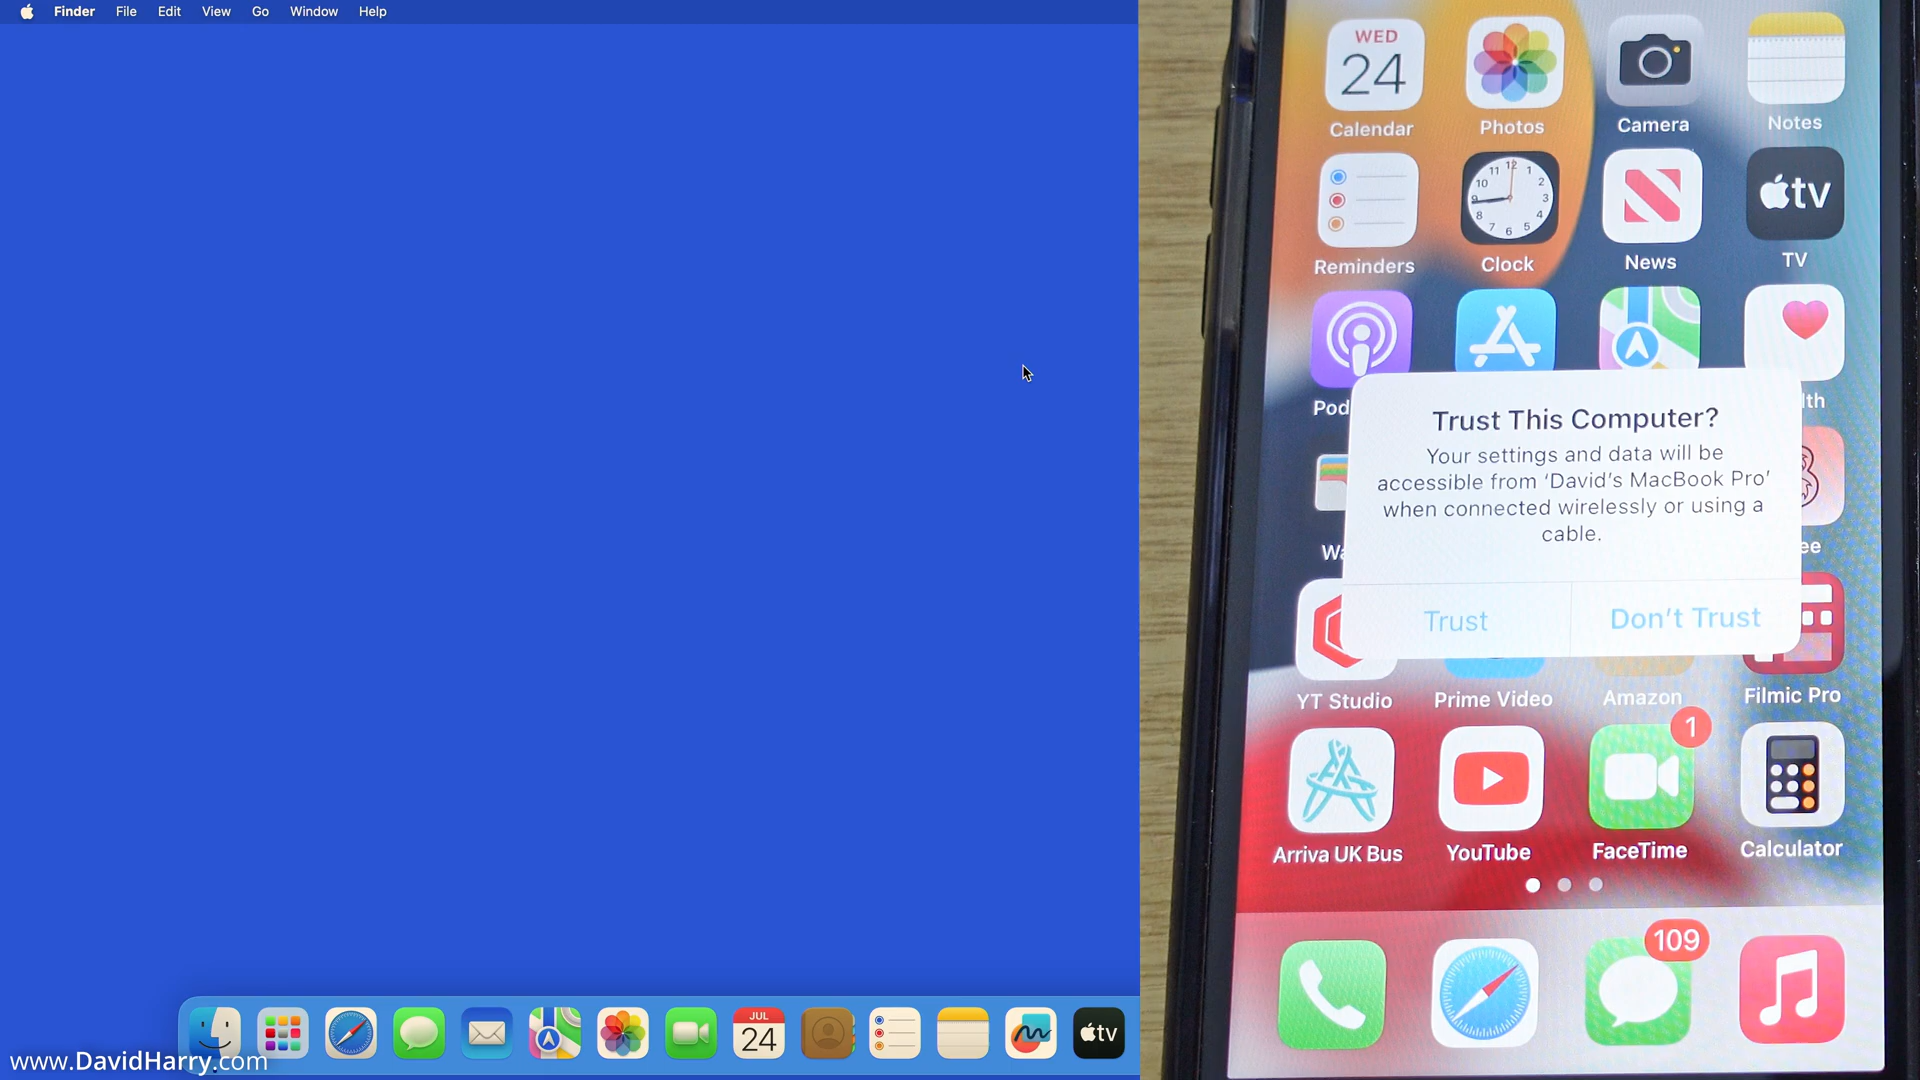 Finder File Edit View Go Window Help
JUL
24
tv
www.DavidHarry.com
WED
24
Calendar Photos Camera Notes
Reminders Clock News TV
tv
Pod lth
Trust This Computer?
Your settings and data will be
accessible from ‘David’s MacBook Pro’
when connected wirelessly or using a
cable.
Wa ee
Trust Don’t Trust
YT Studio Prime Video Amazon Filmic Pro
1
Arriva UK Bus YouTube FaceTime Calculator
109